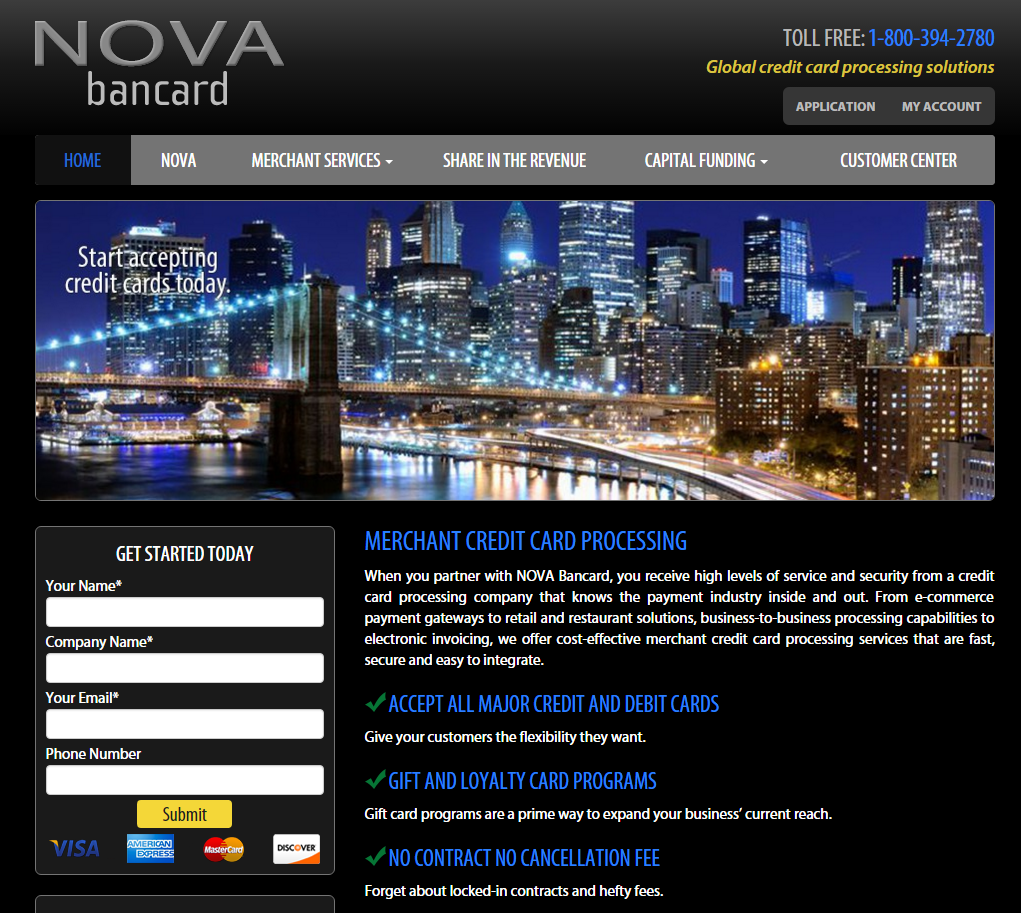 NOVA
bancard
TOLL FREE: 1-800-394-2780
Global credit card processing solutions
APPLICATION MY ACCOUNT
HOME NOVA MERCHANT SERVICES SHARE IN THE REVENUE CAPITAL FUNDING CUSTOMER CENTER
Start accepting
credit cards today.
GET STARTED TODAY
Your Name*
Company Name*
Your Email*
Phone Number
Submit
VISA AMERICAN EXPRESS MasterCard DISCOVER
MERCHANT CREDIT CARD PROCESSING
When you partner with NOVA Bancard, you receive high levels of service and security from a credit
card processing company that knows the payment industry inside and out. From e-commerce
payment gateways to retail and restaurant solutions, business-to-business processing capabilities to
electronic invoicing, we offer cost-effective merchant credit card processing services that are fast,
secure and easy to integrate.
ACCEPT ALL MAJOR CREDIT AND DEBIT CARDS
Give your customers the flexibility they want.
GIFT AND LOYALTY CARD PROGRAMS
Gift card programs are a prime way to expand your business’ current reach.
NO CONTRACT NO CANCELLATION FEE
Forget about locked-in contracts and hefty fees.